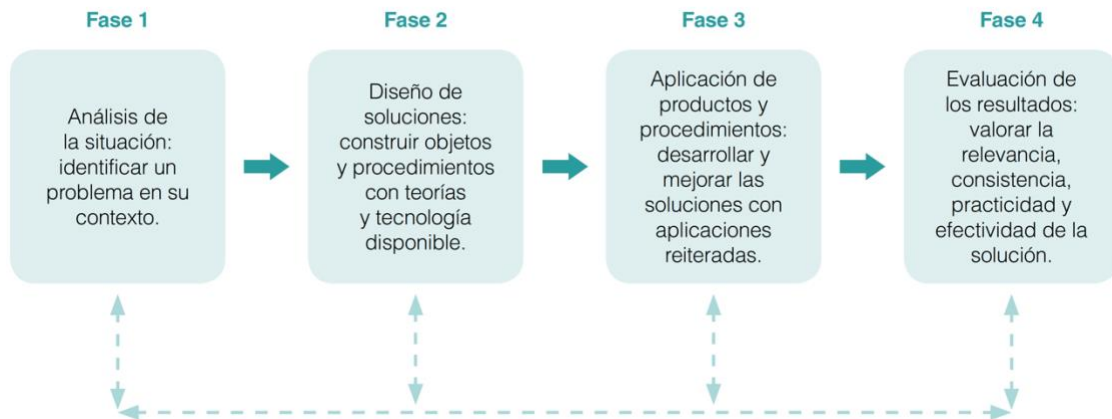 Fase 1
Análisis de
la situación:
identificar un
problema en su
contexto.
Fase 2
Diseño de
soluciones:
construir objetos
y procedimientos
con teorías
y tecnología
disponible.
Fase 3
Aplicación de
productos y
procedimientos:
desarrollar y
mejorar las
soluciones con
aplicaciones
reiteradas.
Fase 4
Evaluación de
los resultados:
valorar la
relevancia,
consistencia,
practicidad y
efectividad de la
solución.